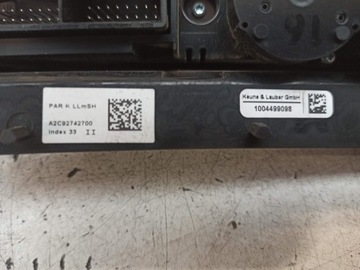 PAR K LLmSH
A2C92742700
Index 33 II
Keune & Lauber GmbH
1004499098